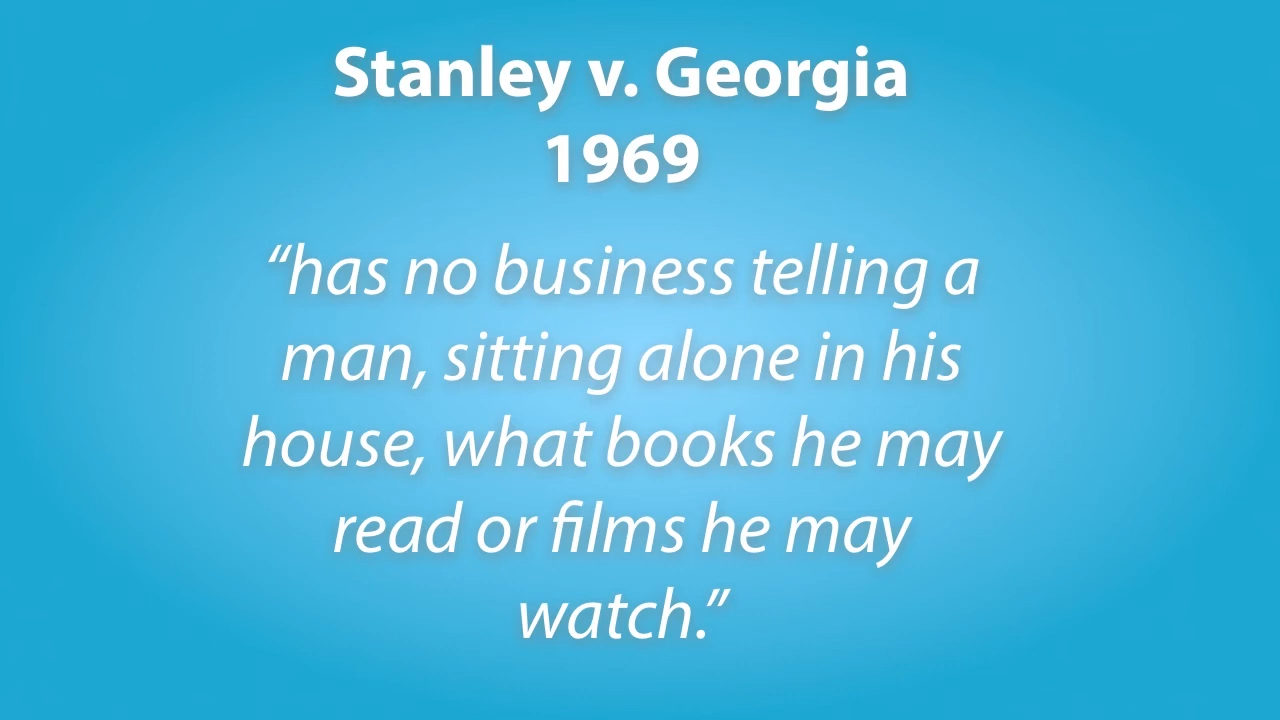 Stanley v. Georgia
1969
“has no business telling a
man, sitting alone in his
house, what books he may
read or films he may
watch.”